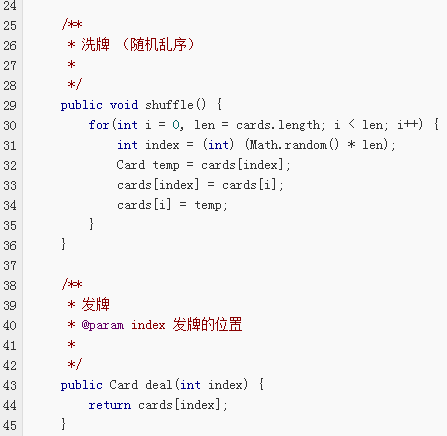 24
25 /**
26 * 洗牌 （随机乱序）
27 *
28 */
29 public void shuffle() {
30 for(int i = 0, len = cards.length; i < len; i++) {
31 int index = (int) (Math.random() * len);
32 Card temp = cards[index];
33 cards[index] = cards[i];
34 cards[i] = temp;
35 }
36 }
37
38 /**
39 * 发牌
40 * @param index 发牌的位置
41 *
42 */
43 public Card deal(int index) {
44 return cards[index];
45 }